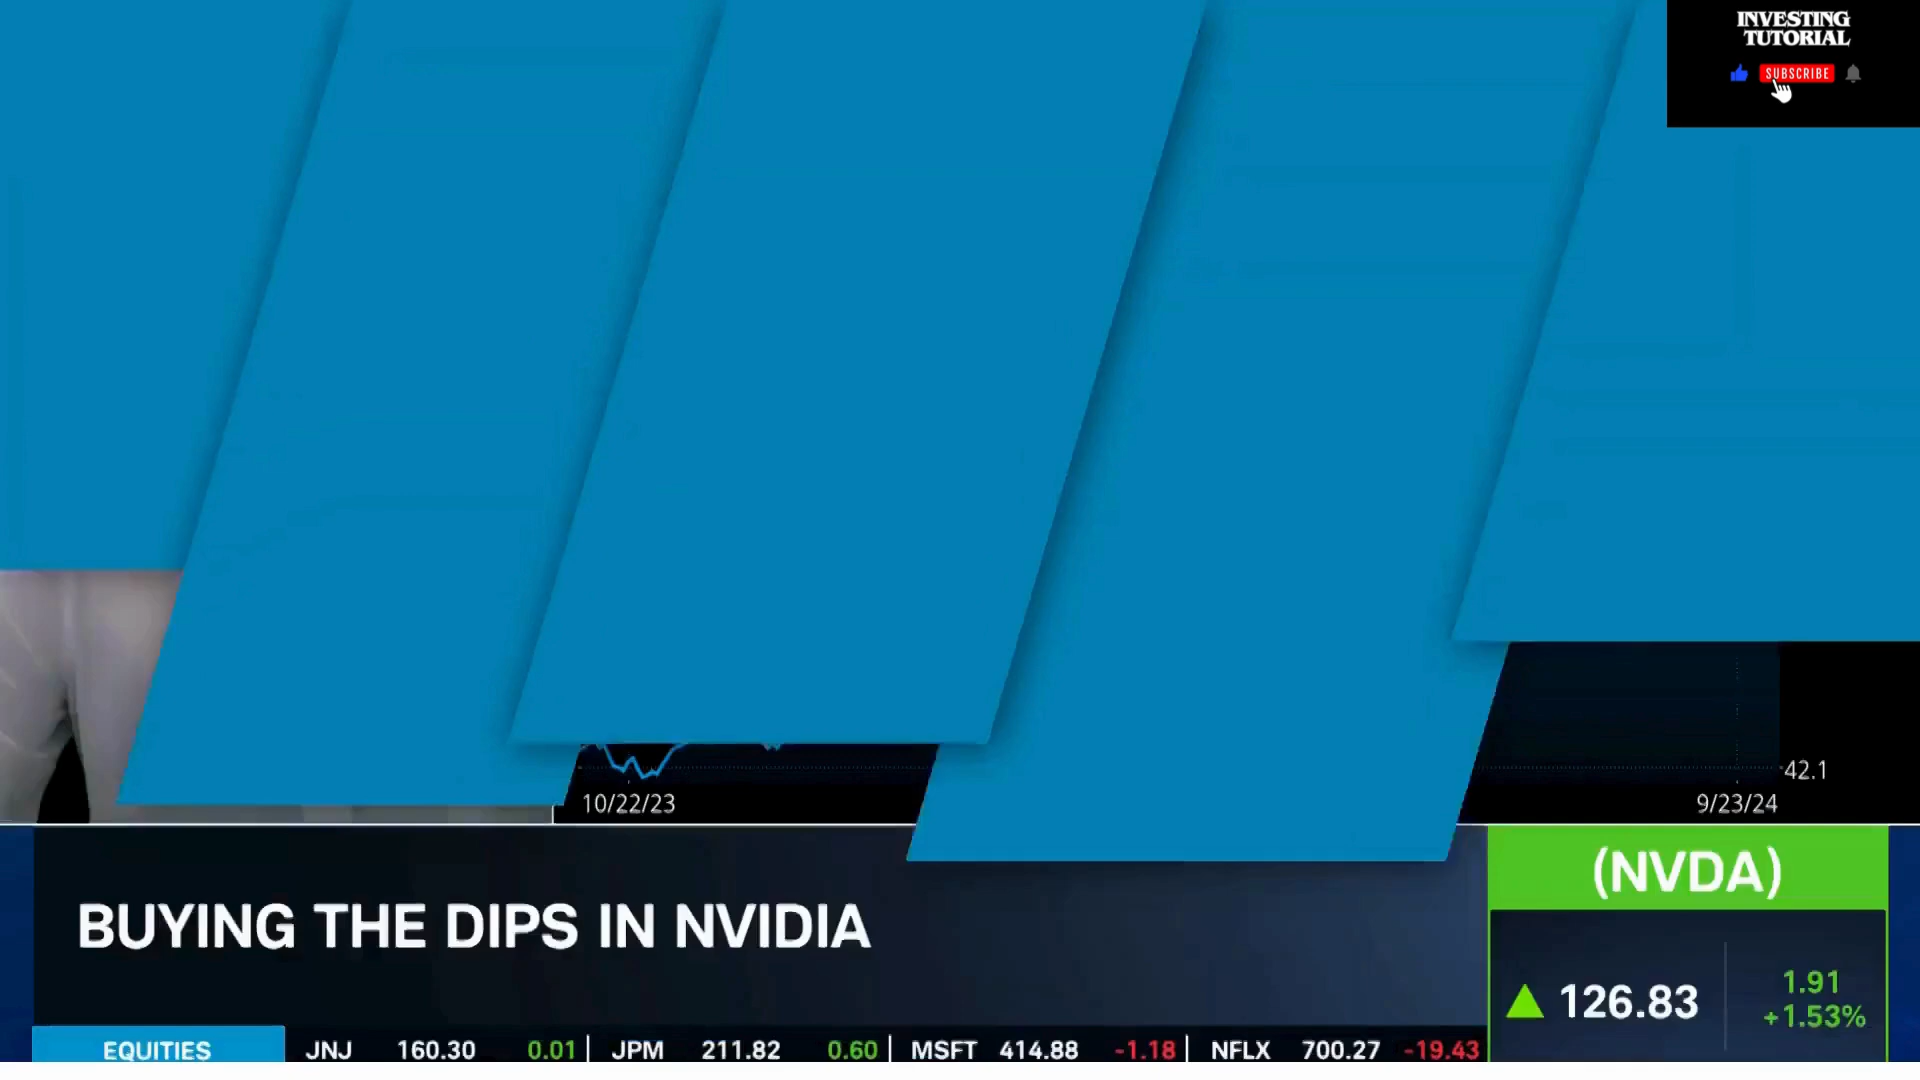 INVESTING
TUTORIAL
SUBSCRIBE
42.1
10/22/23
9/23/24
BUYING THE DIPS IN NVIDIA
(NVDA)
126.83
1.91
+1.53%
EQUITIES JNJ 160.30 0.01 JPM 211.82 0.60 MSFT 414.88 -1.18 NFLX 700.27 -19.43